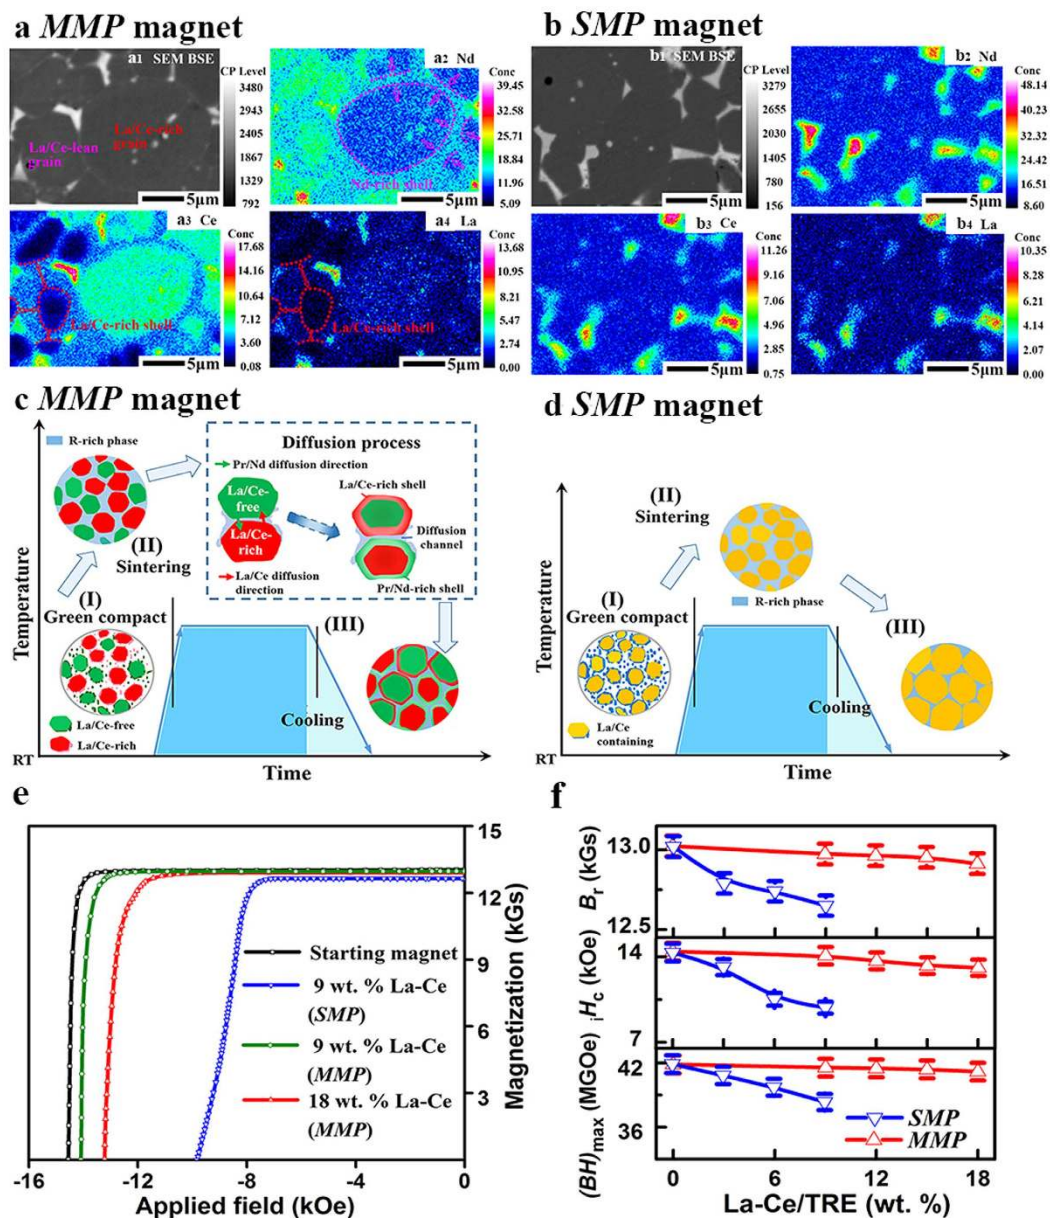 a MMP magnet
a1 SEM BSE
La/Ce-rich
grain
La/Ce-lean
grain
5μm
CP Level
3480
2943
2405
1867
1329
792
a2 Nd
Nd-rich shell
5μm
Conc
39.45
32.58
25.71
18.84
11.96
5.09
a3 Ce
La/Ce-rich shell
5μm
Conc
17.68
14.16
10.64
7.12
3.60
0.08
a4 La
La/Ce-rich shell
5μm
Conc
13.68
10.95
8.21
5.47
2.74
0.00
b SMP magnet
b1 SEM BSE
5μm
CP Level
3279
2655
2030
1405
780
156
b2 Nd
5μm
Conc
48.14
40.23
32.33
24.42
16.51
8.60
b3 Ce
5μm
Conc
11.26
9.16
7.06
4.96
2.85
0.75
b4 La
5μm
Conc
10.35
8.28
6.21
4.14
2.07
0.00
c MMP magnet
Temperature
R-rich phase
(II)
Sintering
(I)
Green compact
La/Ce-free
La/Ce-rich
Diffusion process
Pr/Nd diffusion direction
La/Ce-
free
La/Ce-
rich
La/Ce diffusion
direction
La/Ce-rich shell
Diffusion
channel
Pr/Nd-rich shell
(III)
Cooling
RT
Time
d SMP magnet
Temperature
(II)
Sintering
R-rich phase
(I)
Green compact
La/Ce
containing
(III)
Cooling
RT
Time
e
15
12
9
6
3
Magnetization (kGs)
Starting magnet
9 wt. % La-Ce
(SMP)
9 wt. % La-Ce
(MMP)
18 wt. % La-Ce
(MMP)
-16 -12 -8 -4 0
Applied field (kOe)
f
Br (kGs)
13.0
12.5
iHc (kOe)
14
7
(BH)max (MGOe)
42
36
SMP
MMP
0 6 12 18
La-Ce/TRE (wt. %)